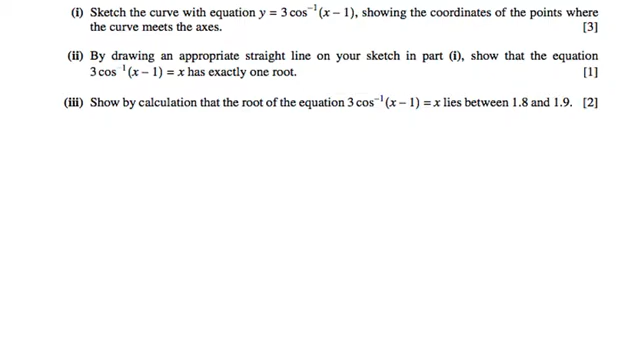 (i) Sketch the curve with equation y = 3 cos⁻¹(x − 1), showing the coordinates of the points where
the curve meets the axes. [3]
(ii) By drawing an appropriate straight line on your sketch in part (i), show that the equation
3 cos ¹(x − 1) = x has exactly one root. [1]
(iii) Show by calculation that the root of the equation 3 cos⁻¹(x − 1) = x lies between 1.8 and 1.9. [2]